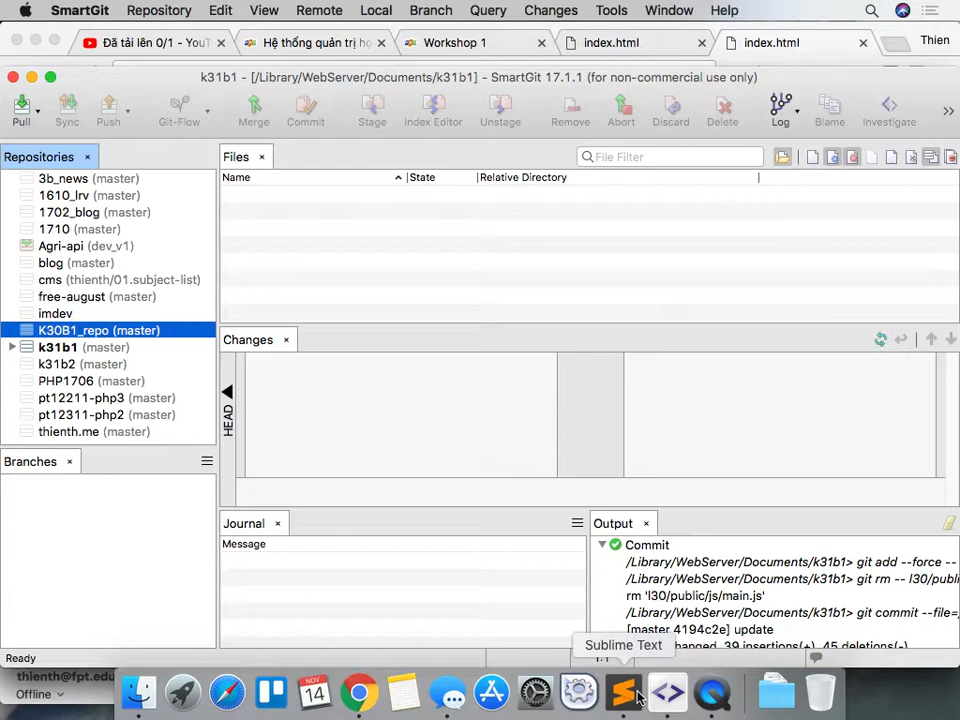 SmartGit Repository Edit View Remote Local Branch Query Changes Tools Window Help
Đã tải lên 0/1 - YouT
Hệ thống quản trị họ
Workshop 1
index.html
index.html
Thien
k31b1 - [/Library/WebServer/Documents/k31b1] - SmartGit 17.1.1 (for non-commercial use only)
Pull Sync Push Git-Flow Merge Commit Stage Index Editor Unstage Remove Abort Discard Delete Log Blame Investigate
Repositories
Files
File Filter
Name State Relative Directory
3b_news (master)
1610_lrv (master)
1702_blog (master)
1710 (master)
Agri-api (dev_v1)
blog (master)
cms (thienth/01.subject-list)
free-august (master)
imdev
K30B1_repo (master)
k31b1 (master)
k31b2 (master)
PHP1706 (master)
pt12211-php3 (master)
pt12311-php2 (master)
thienth.me (master)
Changes
HEAD
Branches
Journal
Message
Output
Commit
/Library/WebServer/Documents/k31b1> git add --force --
/Library/WebServer/Documents/k31b1> git rm -- l30/publi
rm 'l30/public/js/main.js'
/Library/WebServer/Documents/k31b1> git commit --file=
[master 4194c2e] update
changed, 39 insertions(+), 45 deletions(-)
Sublime Text
Ready
thienth@fpt.edu
Offline
NOV
14